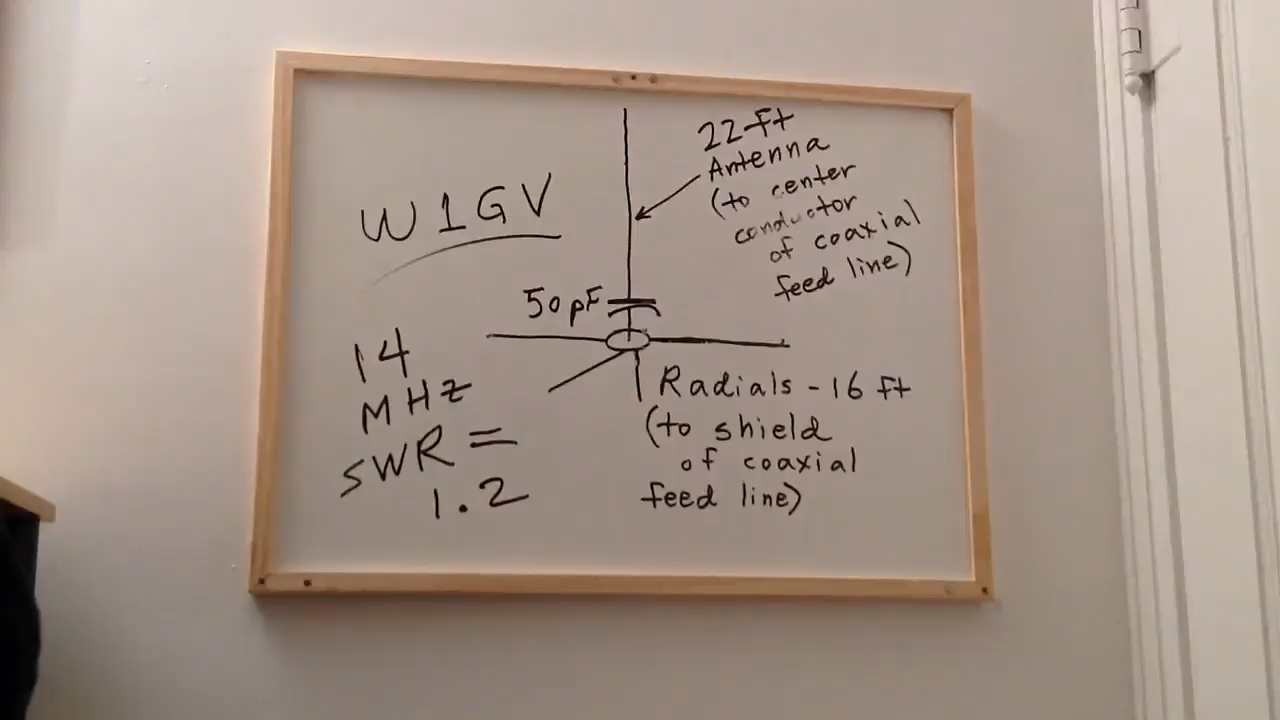 W1GV
22-ft
Antenna
(to center
conductor
of coaxial
feed line)
50 pF
14
MHz
SWR =
1.2
Radials - 16 ft
(to shield
of coaxial
feed line)